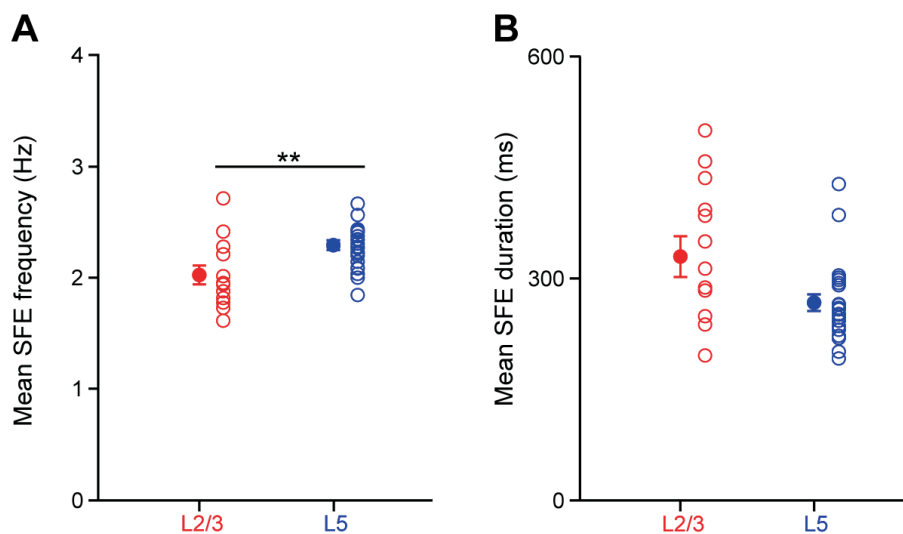 A
Mean SFE frequency (Hz)
4
3
2
1
0
**
L2/3
L5
B
Mean SFE duration (ms)
600
300
0
L2/3
L5